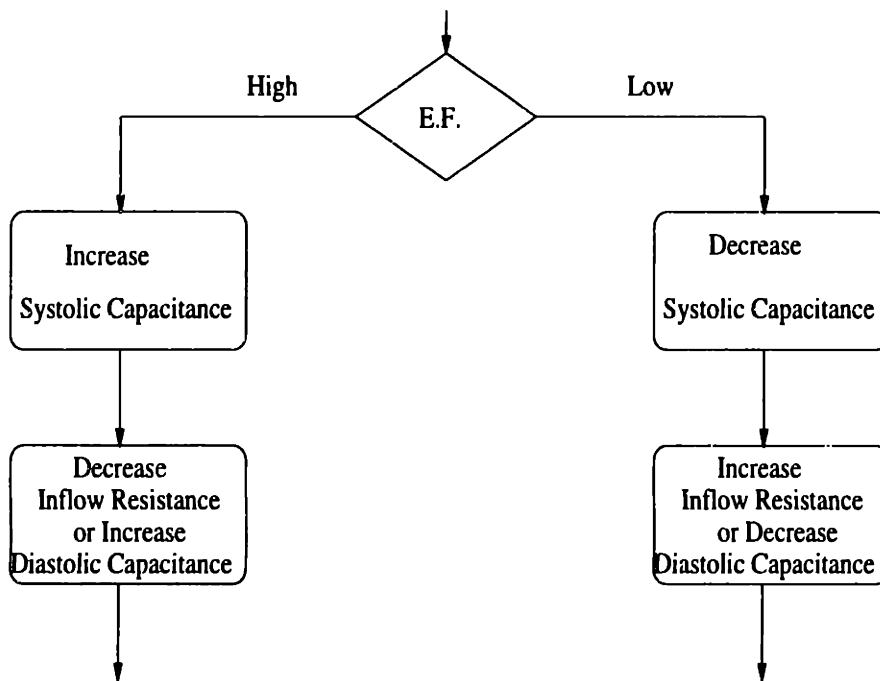 High
Low
E.F.
Increase
Systolic Capacitance
Decrease
Systolic Capacitance
Decrease
Inflow Resistance
or Increase
Diastolic Capacitance
Increase
Inflow Resistance
or Decrease
Diastolic Capacitance